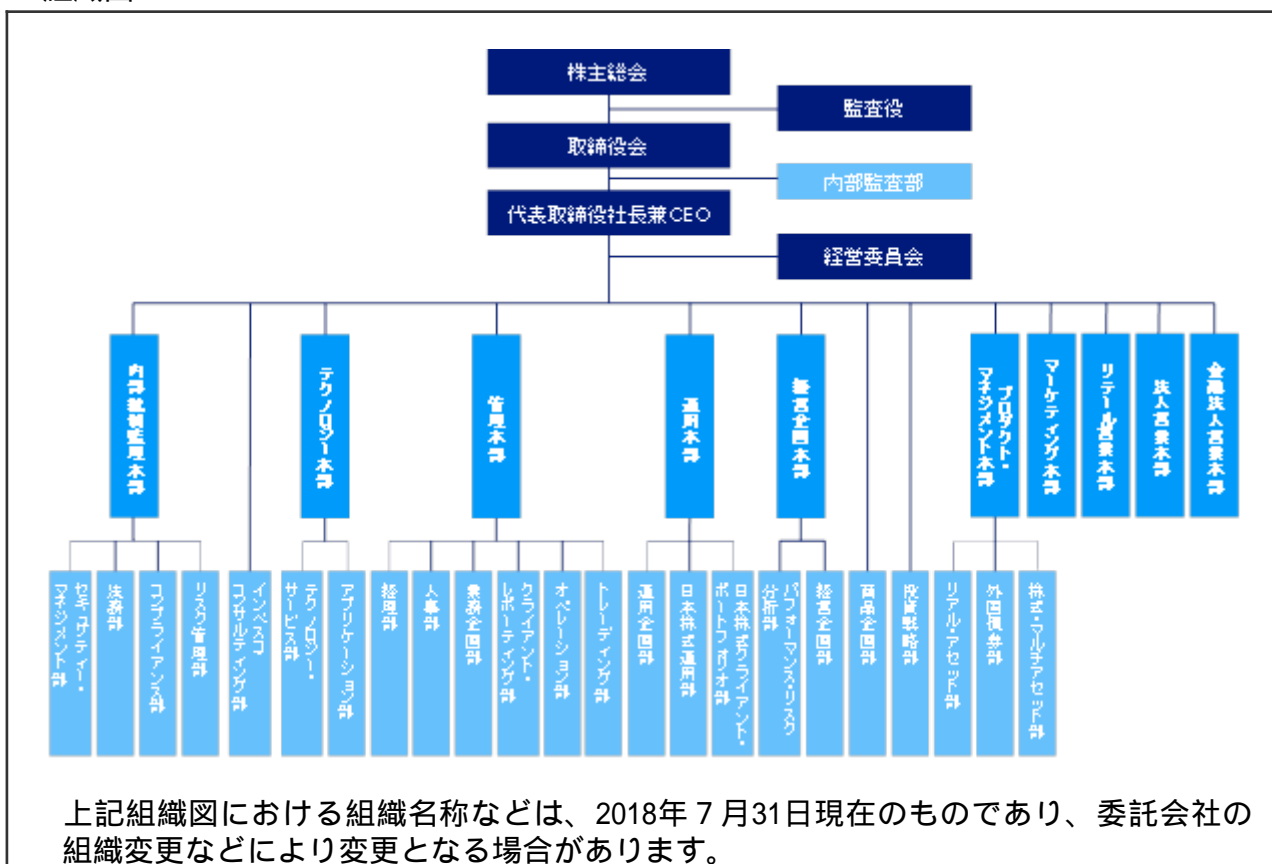 株主総会
監査役
取締役会
内部監査部
代表取締役社長兼CEO
経営委員会
内部統制監理本部
テクノロジー本部
管理本部
運用本部
経営企画本部
プロダクト・
マネジメント本部
マーケティング本部
リテール営業本部
法人営業本部
金融法人営業本部
セキュリティー・
マネジメント部
法務部
コンプライアンス部
リスク管理部
インベスコ
コンサルティング部
テクノロジー・
サービス部
アプリケーション部
経理部
人事部
業務企画部
クライアント・
レポーティング部
オペレーション部
トレーディング部
運用企画部
日本株式運用部
日本株式クライアント・
ポートフォリオ部
パフォーマンス・リスク
分析部
経営企画部
商品企画部
投資戦略部
リアル・アセット部
外国債券部
株式・マルチアセット部
上記組織図における組織名称などは、2018年7月31日現在のものであり、委託会社の
組織変更などにより変更となる場合があります。